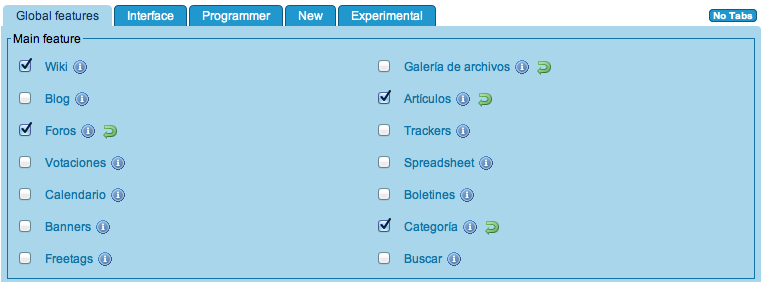 Global features Interface Programmer New Experimental No Tabs
Main feature
Wiki Galería de archivos
Blog Artículos
Foros Trackers
Votaciones Spreadsheet
Calendario Boletines
Banners Categoría
Freetags Buscar